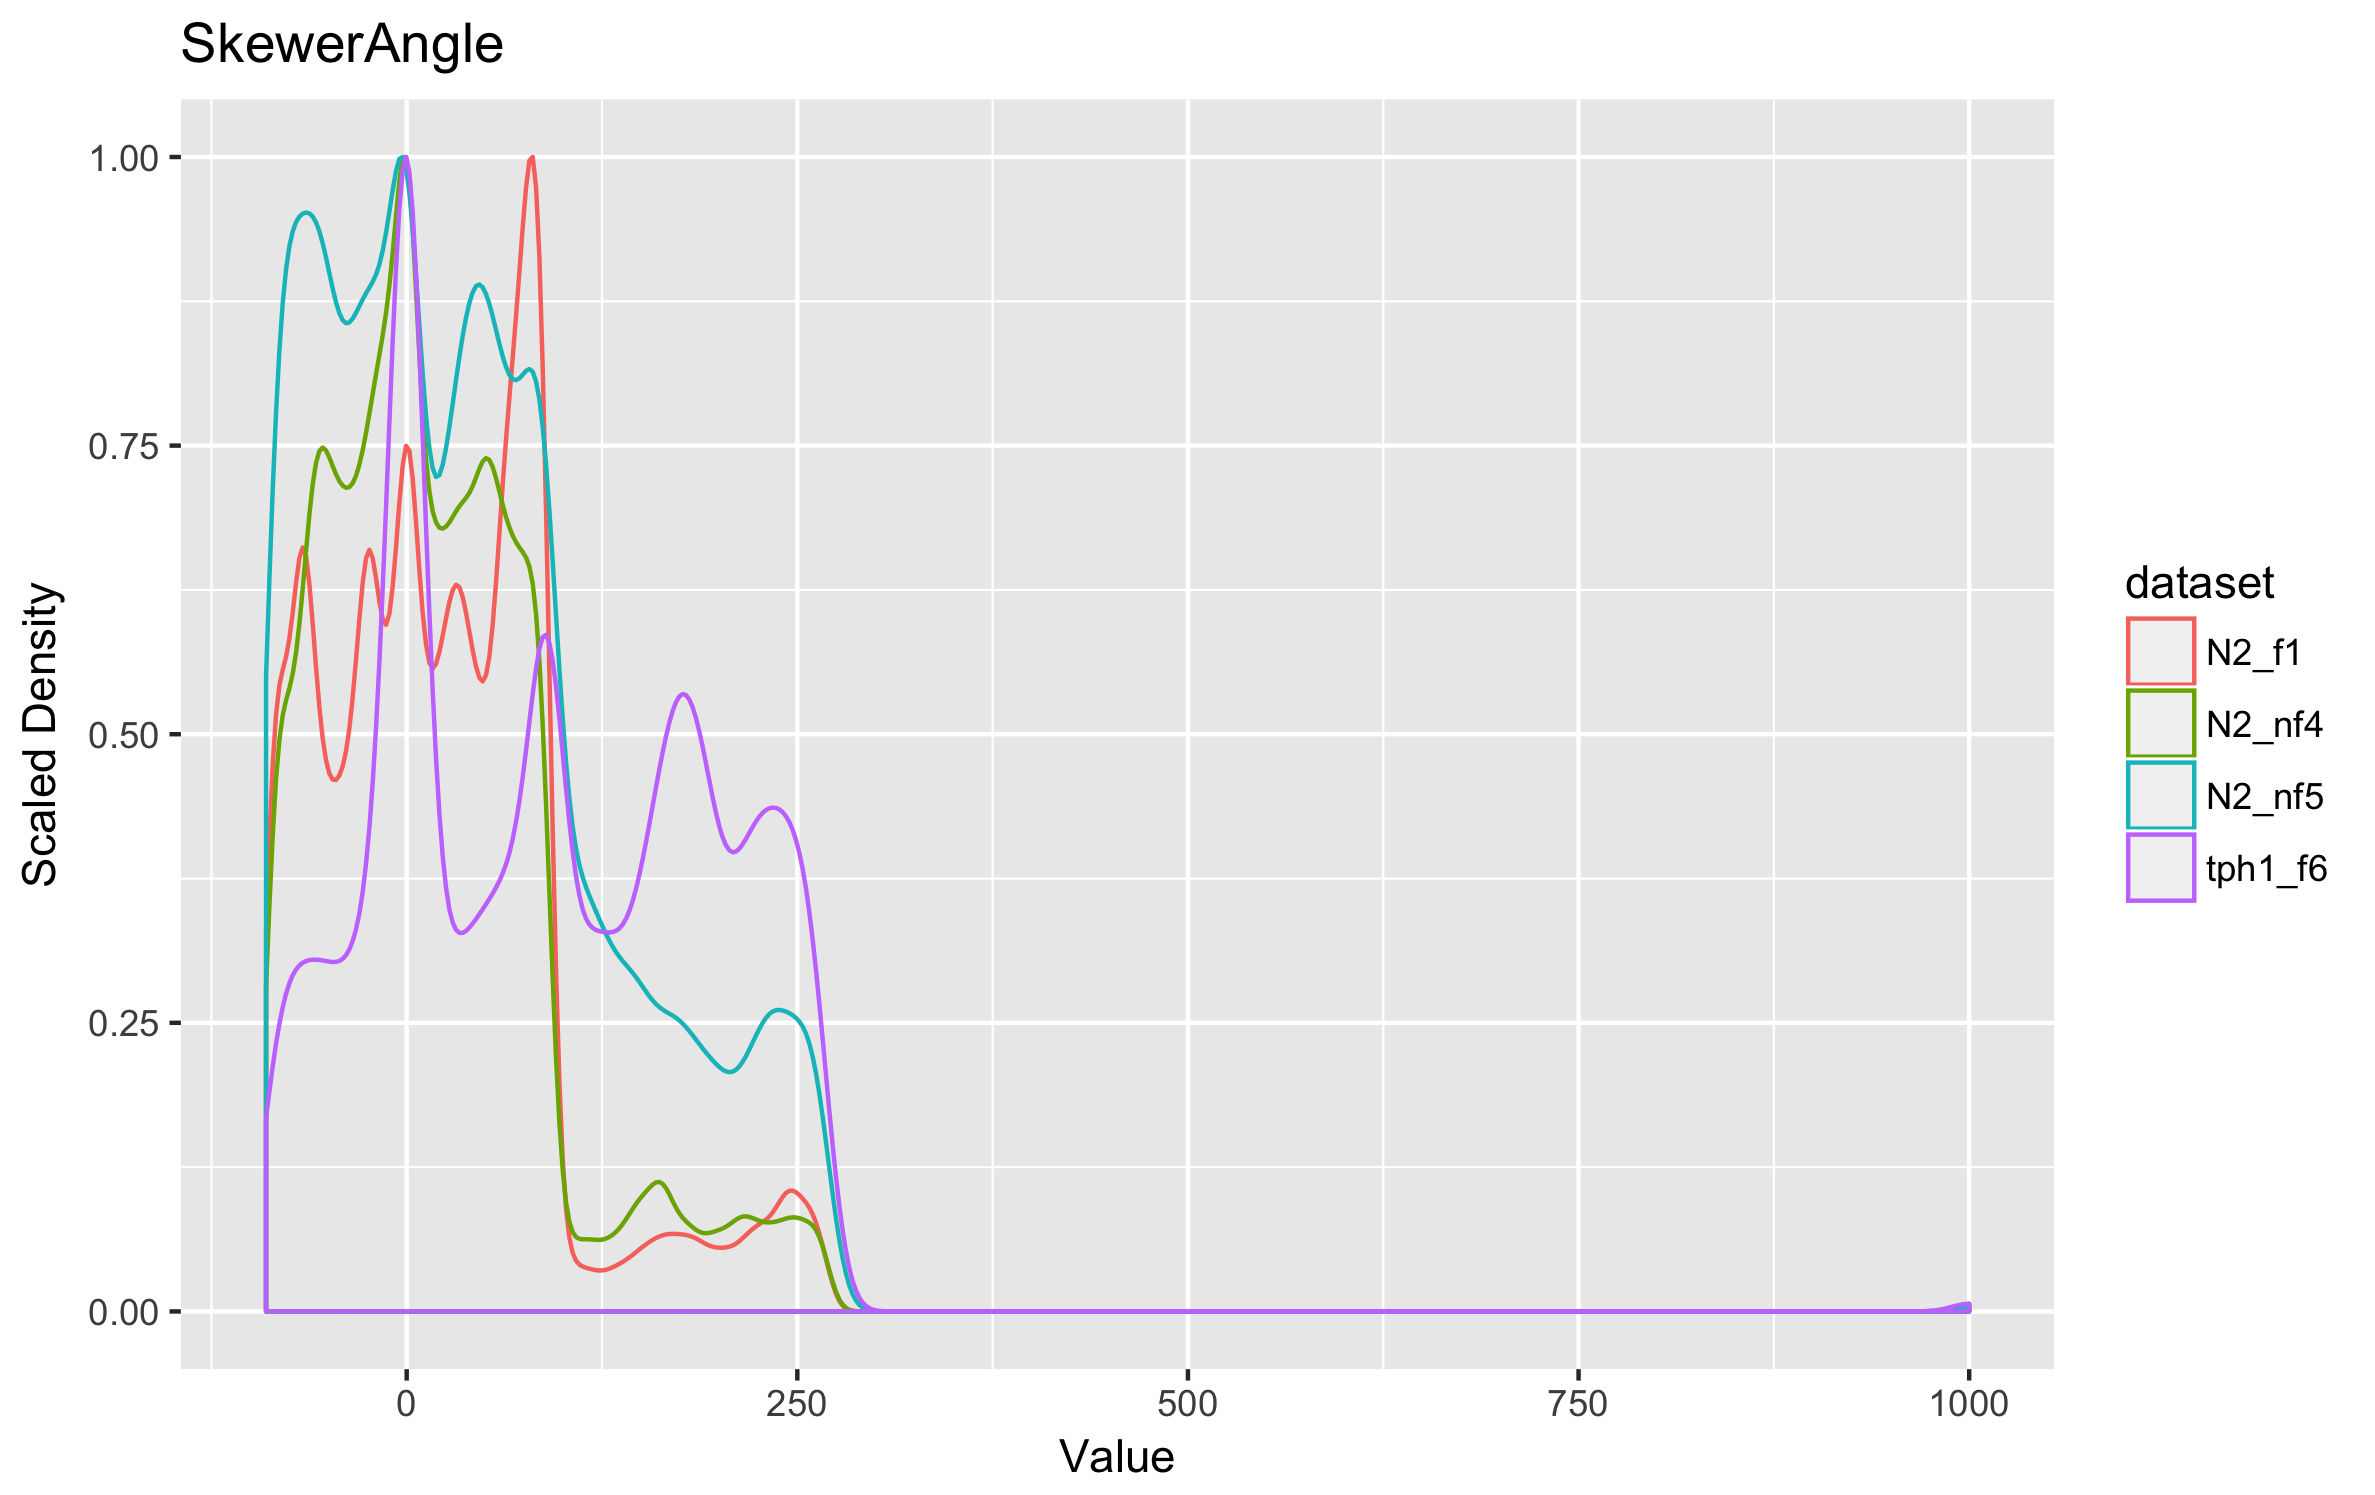 SkewerAngle
1.00
0.75
0.50
0.25
0.00
Scaled Density
0
250
500
750
1000
Value
dataset
N2_f1
N2_nf4
N2_nf5
tph1_f6